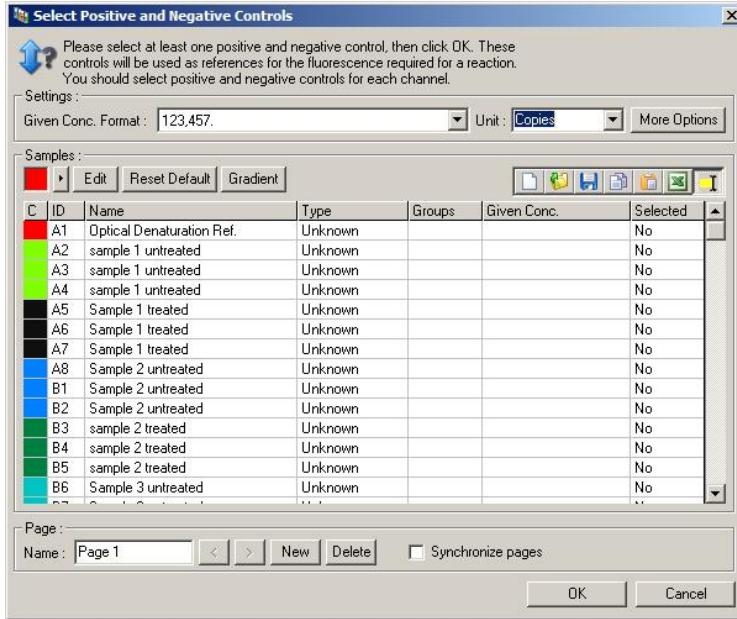 Select Positive and Negative Controls
Please select at least one positive and negative control, then click OK. These
controls will be used as references for the fluorescence required for a reaction.
You should select positive and negative controls for each channel.
Settings :
Given Conc. Format : 123,457. Unit : Copies More Options
Samples :
Edit Reset Default Gradient
C ID Name Type Groups Given Conc. Selected
A1 Optical Denaturation Ref. Unknown No
A2 sample 1 untreated Unknown No
A3 sample 1 untreated Unknown No
A4 sample 1 untreated Unknown No
A5 Sample 1 treated Unknown No
A6 Sample 1 treated Unknown No
A7 Sample 1 treated Unknown No
A8 Sample 2 untreated Unknown No
B1 Sample 2 untreated Unknown No
B2 Sample 2 untreated Unknown No
B3 sample 2 treated Unknown No
B4 sample 2 treated Unknown No
B5 sample 2 treated Unknown No
B6 Sample 3 untreated Unknown No
Page :
Name : Page 1 < > New Delete Synchronize pages
OK Cancel